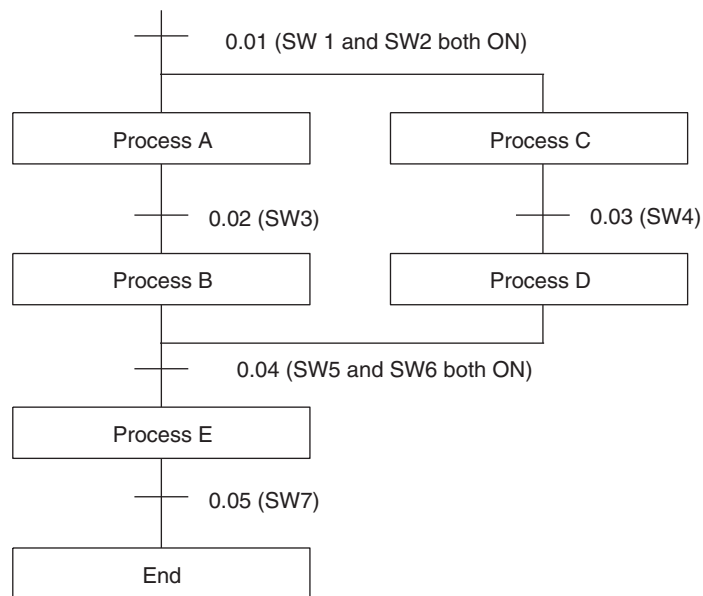 0.01 (SW 1 and SW2 both ON)
Process A
Process C
0.02 (SW3)
0.03 (SW4)
Process B
Process D
0.04 (SW5 and SW6 both ON)
Process E
0.05 (SW7)
End